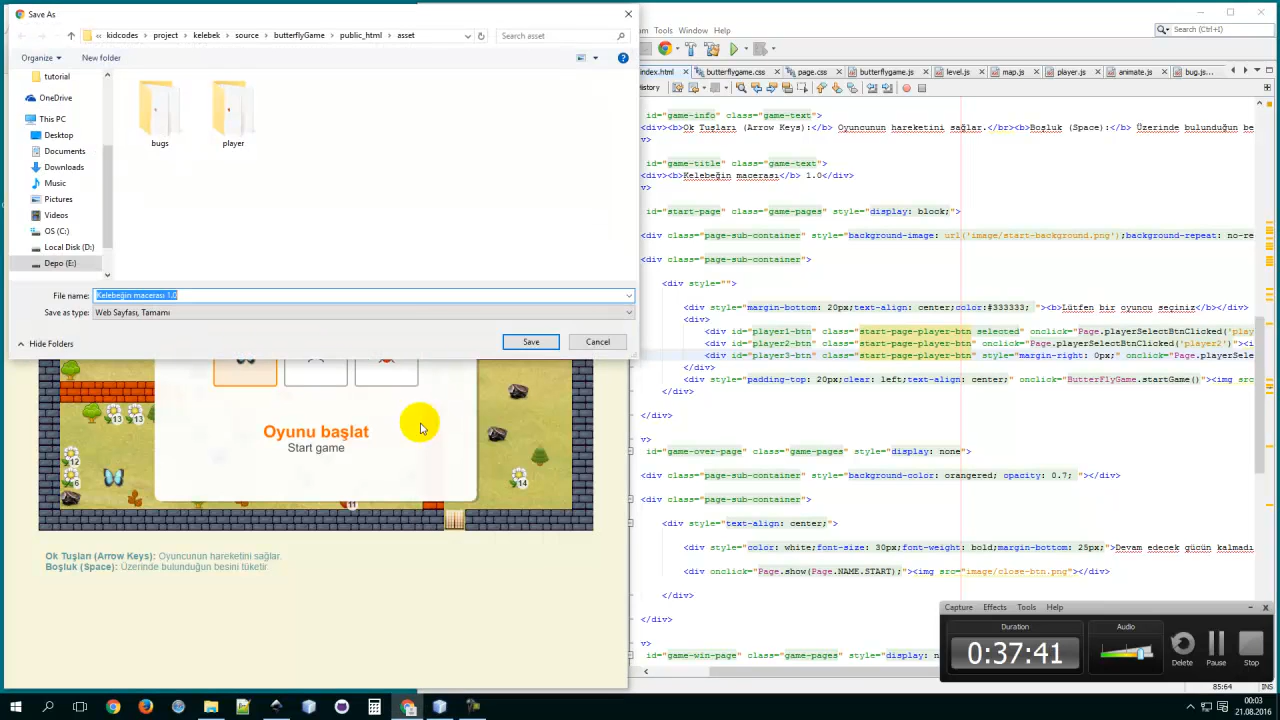 Save As
kidcodes > project > kelebek > source > butterflyGame > public_html > asset
Search asset
Organize
New folder
tutorial
OneDrive
This PC
Desktop
Documents
Downloads
Music
Pictures
Videos
OS (C:)
Local Disk (D:)
Depo (E:)
bugs
player
File name:
Kelebeğin macerası 1.0
Save as type:
Web Sayfası, Tamamı
Hide Folders
Save
Cancel
Oyunu başlat
Start game
13
13
12
6
11
14
Ok Tuşları (Arrow Keys): Oyuncunun hareketini sağlar.
Boşluk (Space): Üzerinde bulunduğun besini tüketir
Tools Window Help
Search (Ctrl+I)
index.html
butterflygame.css
page.css
butterflygame.js
level.js
map.js
player.js
animate.js
bug.js...
History
id="game-info" class="game-text">
<div><b>Ok Tuşları (Arrow Keys):</b> Oyuncunun hareketini sağlar.</br><b>Boşluk (Space):</b> Üzerinde bulunduğun be
v>
id="game-title" class="game-text">
<div><b>Kelebeğin macerası</b> 1.0</div>
v>
id="start-page" class="game-pages" style="display: block;">
<div class="page-sub-container" style="background-image: url('image/start-background.png');background-repeat: no-re
<div class="page-sub-container">
<div style="">
<div style="margin-bottom: 20px;text-align: center;color:#333333; "><b>Lütfen bir oyuncu seçiniz</b></div>
<div>
<div id="player1-btn" class="start-page-player-btn selected" onclick="Page.playerSelectBtnClicked('play
<div id="player2-btn" class="start-page-player-btn" onclick="Page.playerSelectBtnClicked('player2')"><i
<div id="player3-btn" class="start-page-player-btn" style="margin-right: 0px;" onclick="Page.playerSele
</div>
<div style="padding-top: 20px;clear: left;text-align: center;" onclick="ButterFlyGame.startGame()"><img src
</div>
</div>
v>
id="game-over-page" class="game-pages" style="display: none">
<div class="page-sub-container" style="background-color: orangered; opacity: 0.7; "></div>
<div class="page-sub-container">
<div style="text-align: center;">
<div style="color: white;font-size: 30px;font-weight: bold;margin-bottom: 25px;">Devam edecek gücün kalmadı
<div onclick="Page.show(Page.NAME.START);"><img src="image/close-btn.png"></div>
</div>
</div>
v>
id="game-win-page" class="game-pages" style="display: n
Capture Effects Tools Help
Duration
0:37:41
Audio
Delete
Pause
Stop
85:64
INS
00:03
21.08.2016